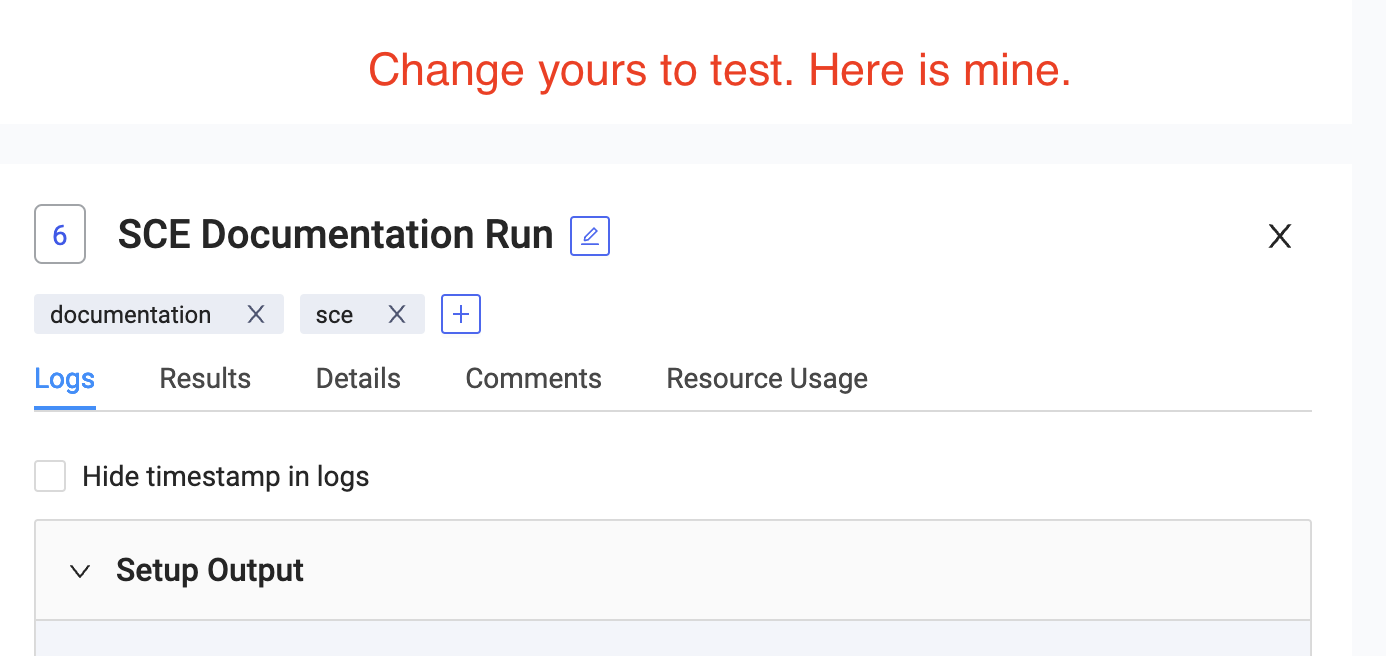 Change yours to test. Here is mine.
6 SCE Documentation Run
documentation X sce X +
Logs Results Details Comments Resource Usage
Hide timestamp in logs
Setup Output